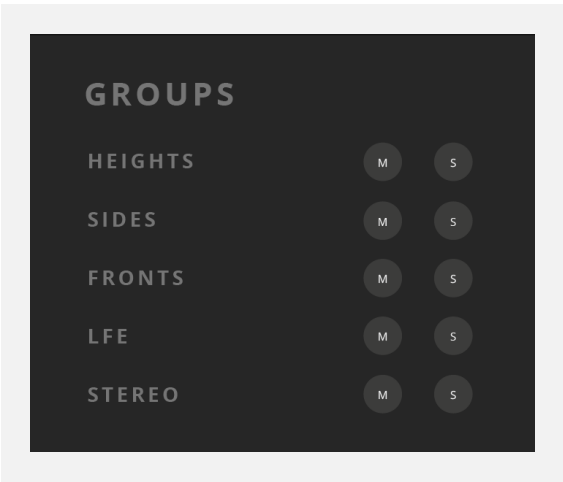 GROUPS
HEIGHTS M S
SIDES M S
FRONTS M S
LFE M S
STEREO M S